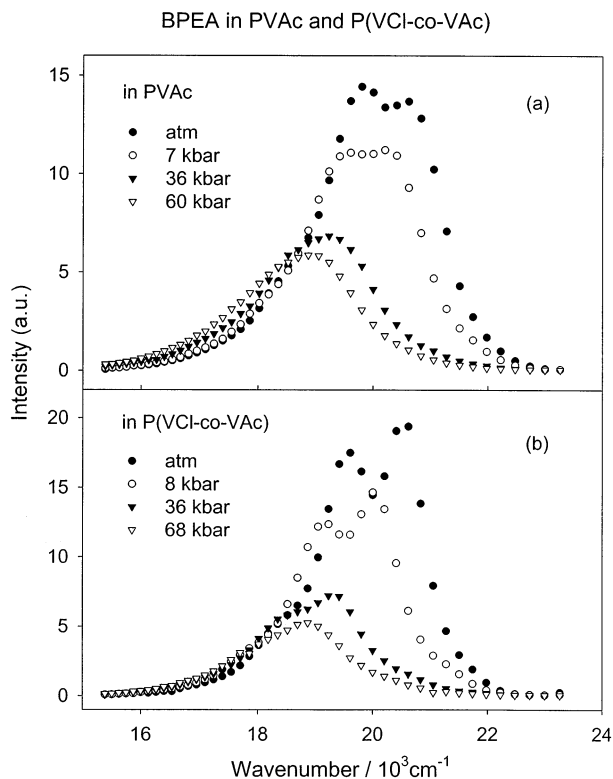 BPEA in PVAc and P(VCl-co-VAc)
15
in PVAc
(a)
atm
7 kbar
10
36 kbar
60 kbar
5
0
Intensity (a.u.)
20
in P(VCl-co-VAc)
(b)
atm
15
8 kbar
36 kbar
68 kbar
10
5
0
16 18 20 22 24
Wavenumber / 10³cm⁻¹